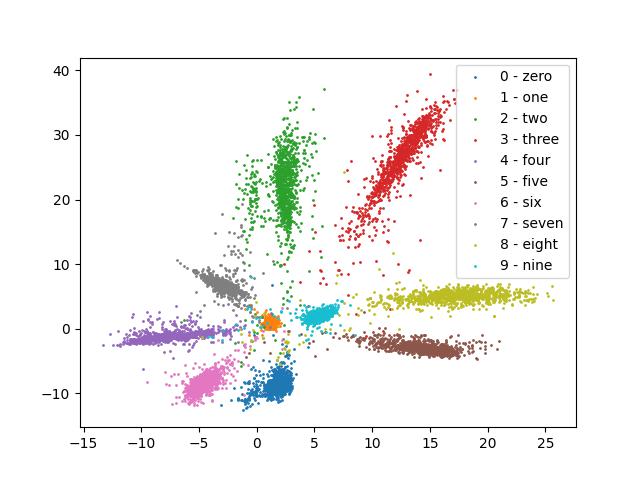 40
30
20
10
0
−10
−15
−10
−5
0
5
10
15
20
25
0 - zero
1 - one
2 - two
3 - three
4 - four
5 - five
6 - six
7 - seven
8 - eight
9 - nine